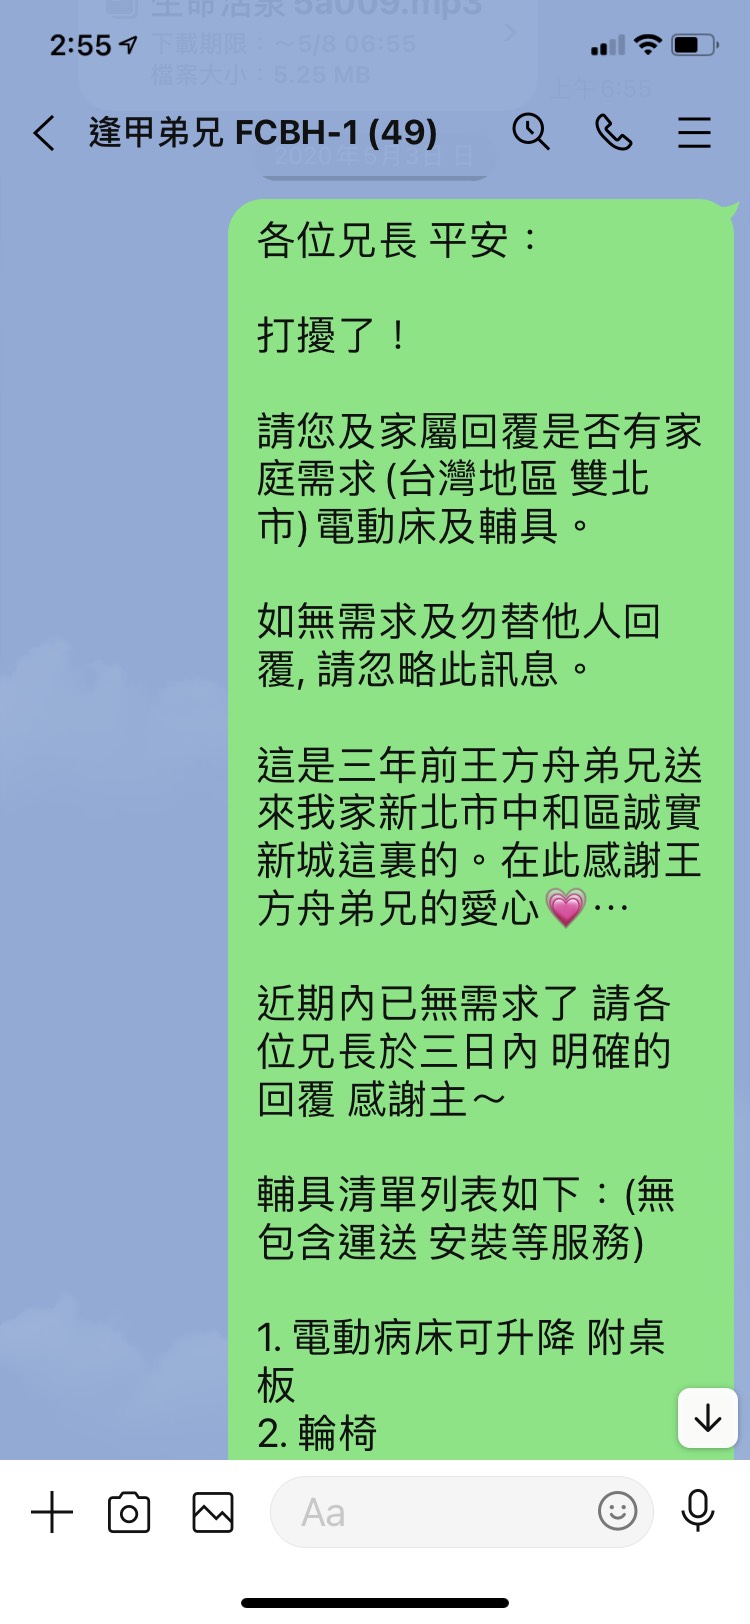 生命活泉 5a009.mp3
2:55
下載期限：～5/8 06:55
檔案大小：5.25 MB
上午 6:55
逢甲弟兄 FCBH-1 (49)
2020年5月3日 日
各位兄長 平安：
打擾了！
請您及家屬回覆是否有家
庭需求(台灣地區 雙北
市)電動床及輔具。
如無需求及勿替他人回
覆, 請忽略此訊息。
這是三年前王方舟弟兄送
來我家新北市中和區誠實
新城這裏的。在此感謝王
方舟弟兄的愛心💗…
近期內已無需求了 請各
位兄長於三日內 明確的
回覆 感謝主～
輔具清單列表如下：(無
包含運送 安裝等服務)
1. 電動病床可升降 附桌
板
2. 輪椅
Aa